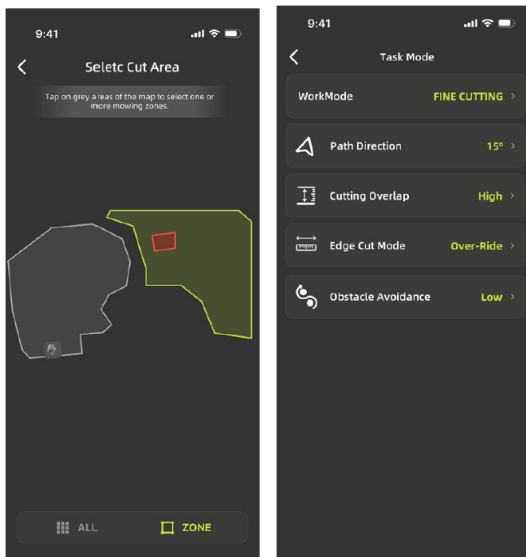 9:41
Seletc Cut Area
Tap on grey areas of the map to select one or
more mowing zones.
ALL
ZONE
9:41
Task Mode
WorkMode
FINE CUTTING
Path Direction
15°
Cutting Overlap
High
Edge Cut Mode
Over-Ride
Obstacle Avoidance
Low